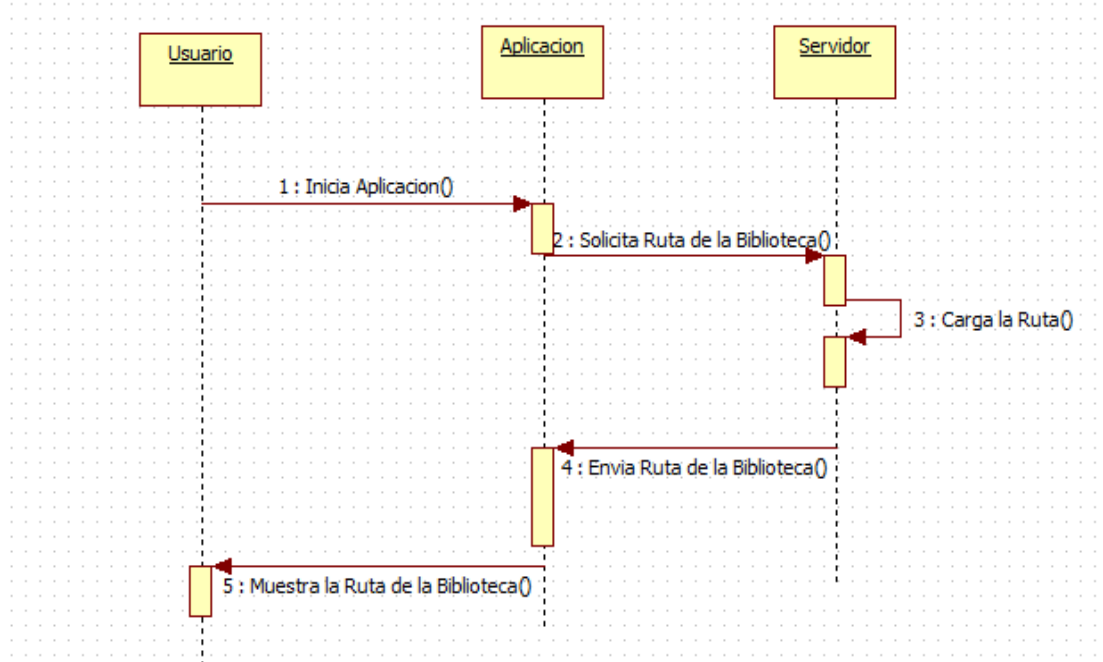 Usuario
Aplicacion
Servidor
1 : Inicia Aplicacion()
2 : Solicita Ruta de la Biblioteca()
3 : Carga la Ruta()
4 : Envia Ruta de la Biblioteca()
5 : Muestra la Ruta de la Biblioteca()